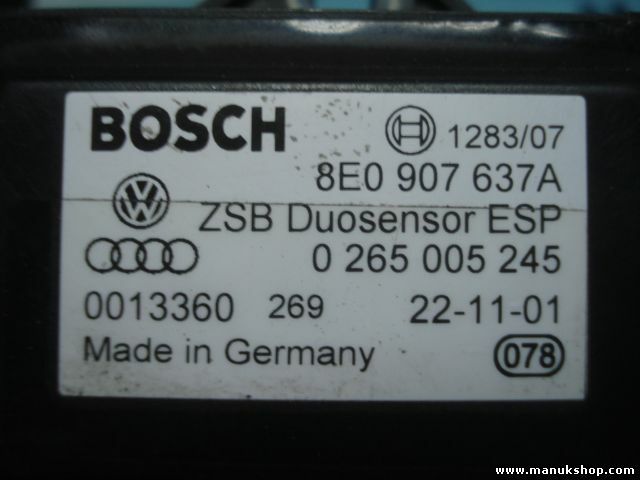 BOSCH 1283/07
8E0 907 637A
ZSB Duosensor ESP
0 265 005 245
0013360 269 22-11-01
Made in Germany 078
www.manukshop.com